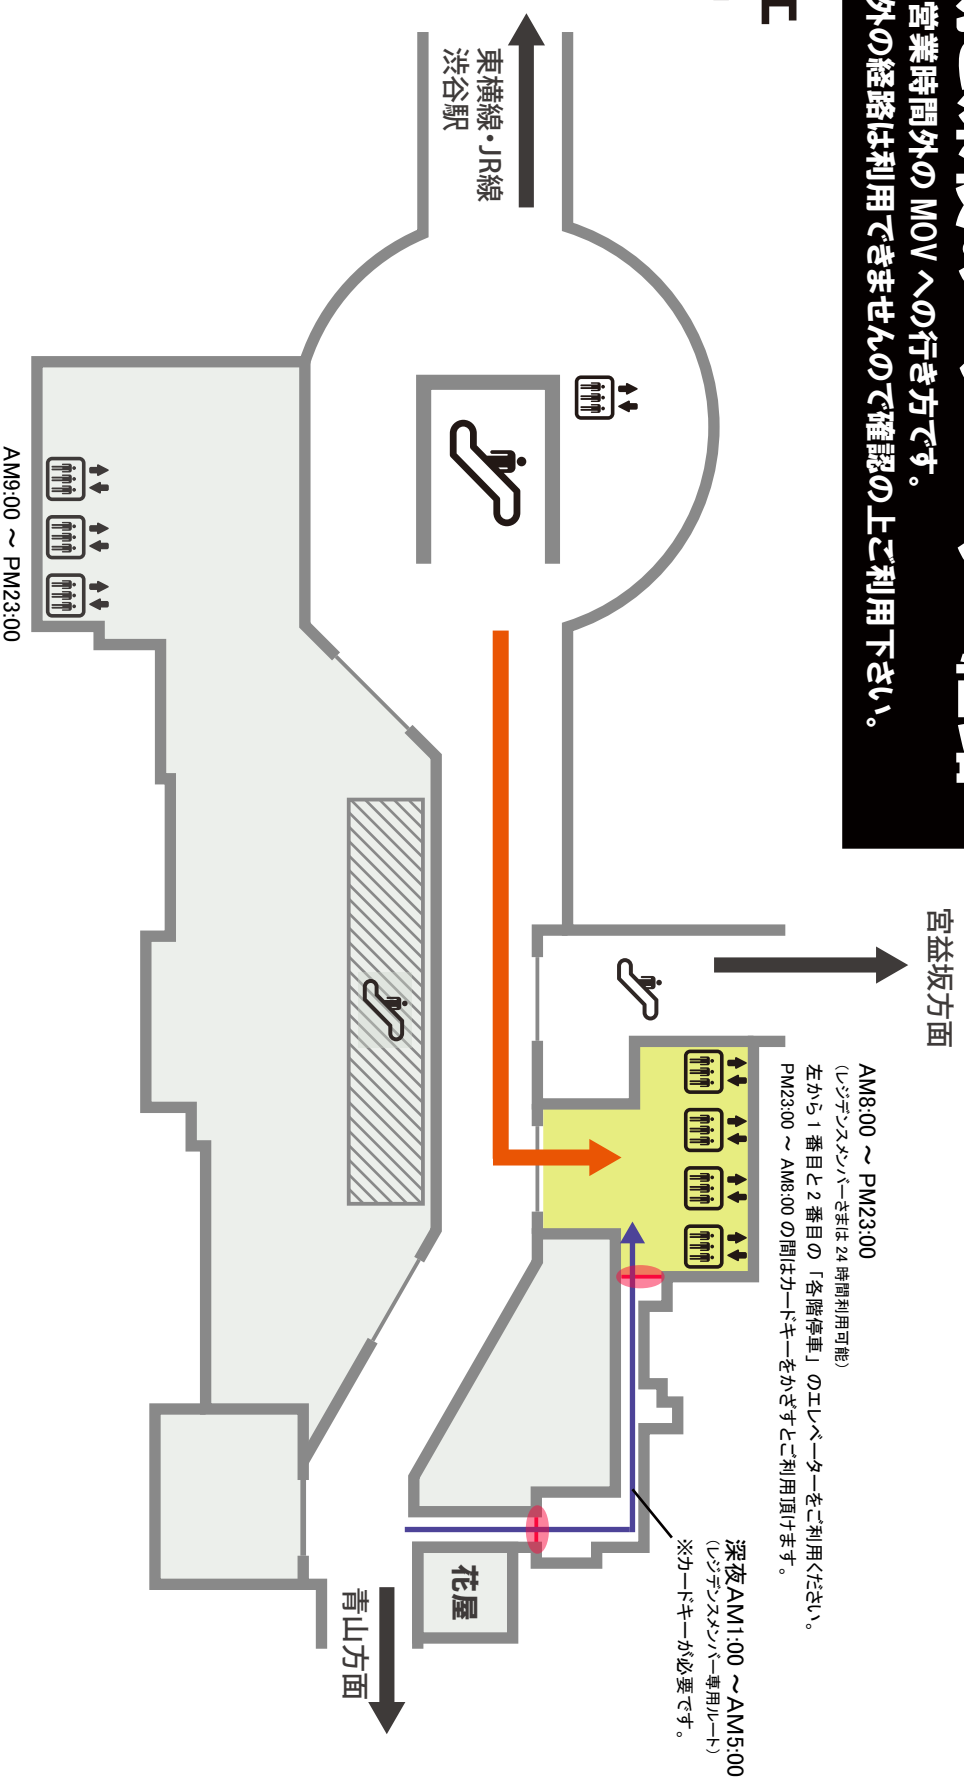 営業時間外の MOV への行き方です。
外の経路は利用できませんので確認の上ご利用下さい。
東横線・JR線
渋谷駅
宮益坂方面
AM8:00 ～ PM23:00
（レジデンスメンバーさまは 24 時間利用可能）
左から 1 番目と 2 番目の「各階停車」のエレベーターをご利用ください。
PM23:00 ～ AM8:00 の間はカードキーをかざすとご利用頂けます。
AM9:00 ～ PM23:00
深夜AM1:00 ～AM5:00
（レジデンスメンバー専用ルート）
※カードキーが必要です。
花屋
青山方面